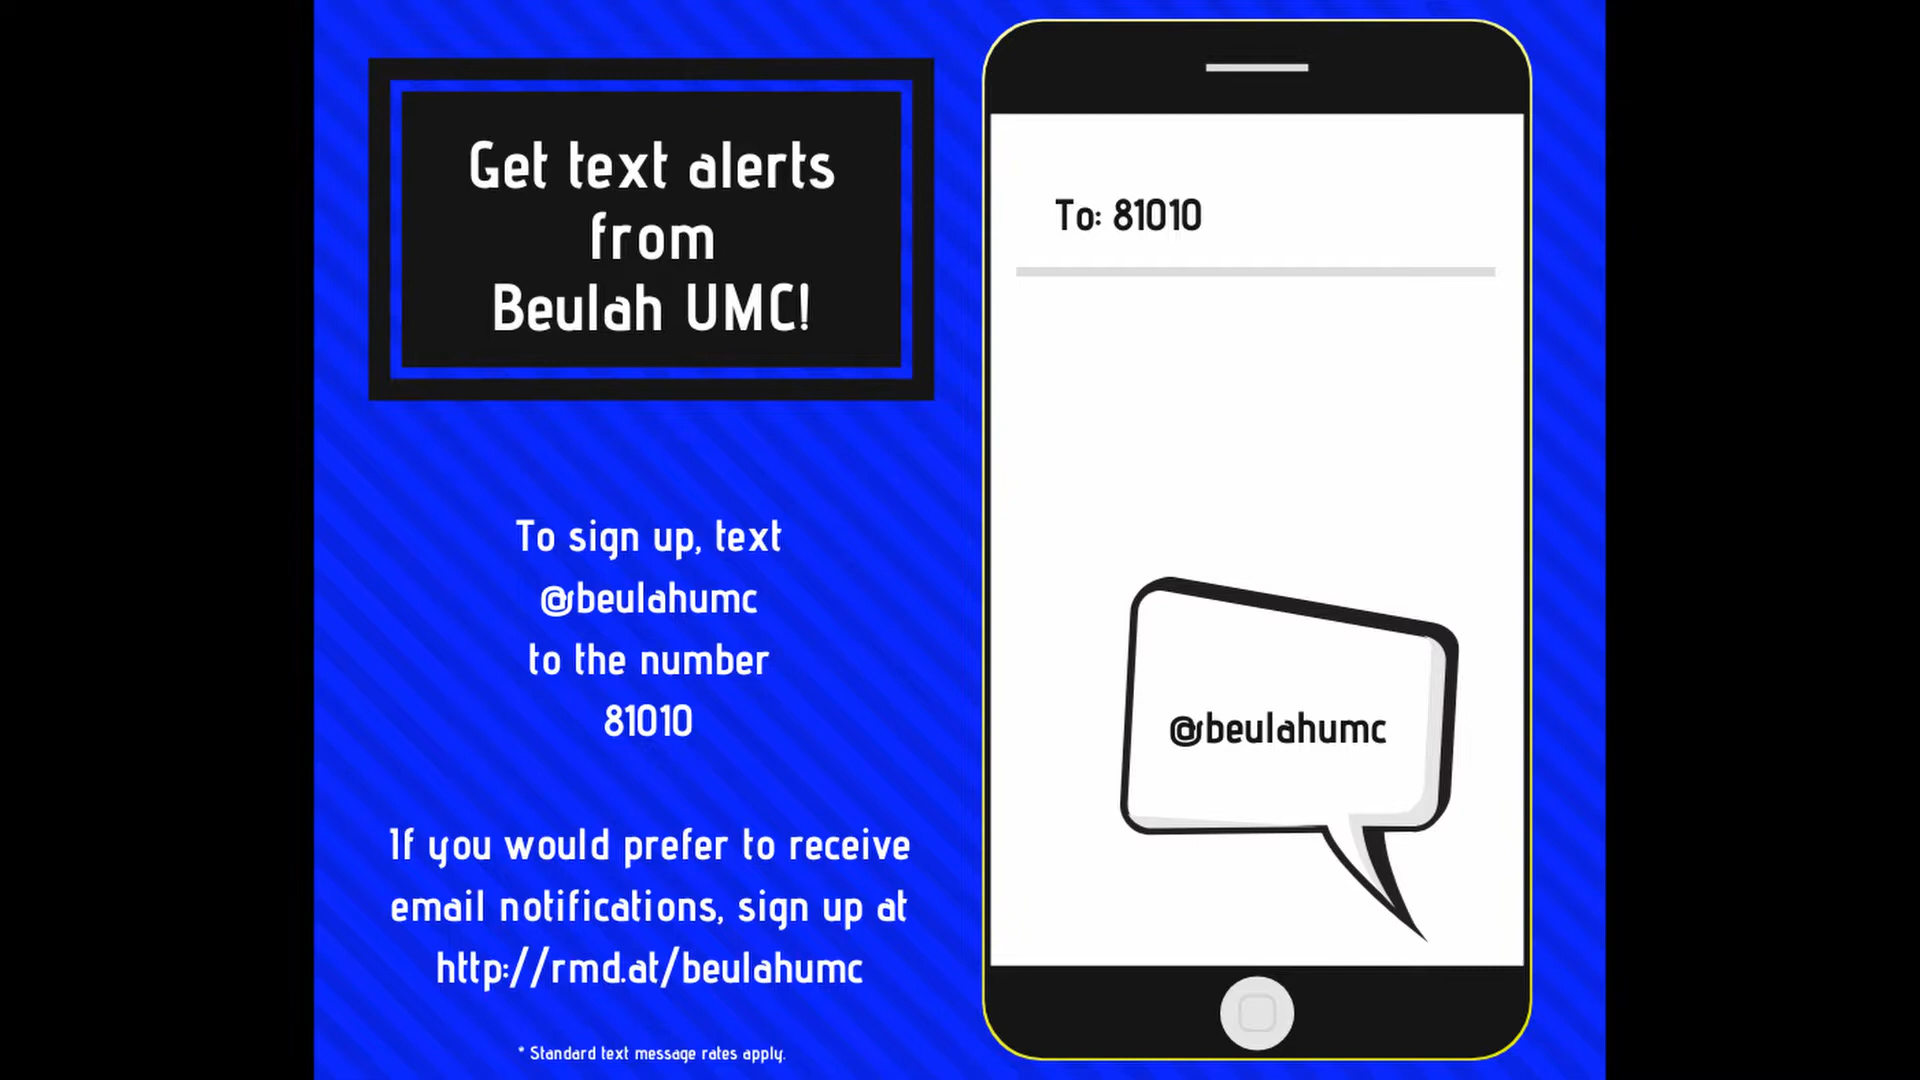 Get text alerts
from
Beulah UMC!
To sign up, text
@beulahumc
to the number
81010
If you would prefer to receive
email notifications, sign up at
http://rmd.at/beulahumc
* Standard text message rates apply.
To: 81010
@beulahumc